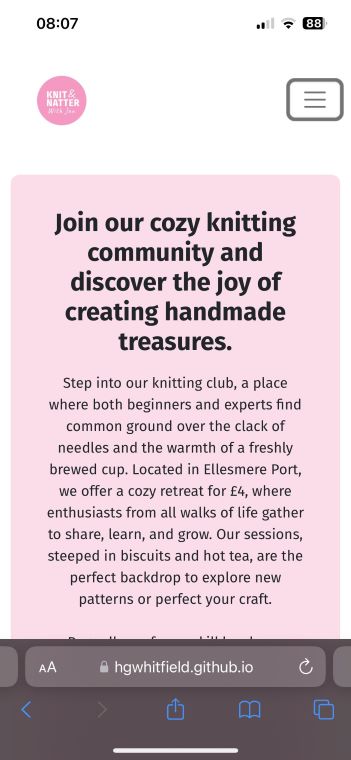 08:07
88
KNIT &
NATTER
With Jen
Join our cozy knitting
community and
discover the joy of
creating handmade
treasures.
Step into our knitting club, a place
where both beginners and experts find
common ground over the clack of
needles and the warmth of a freshly
brewed cup. Located in Ellesmere Port,
we offer a cozy retreat for £4, where
enthusiasts from all walks of life gather
to share, learn, and grow. Our sessions,
steeped in biscuits and hot tea, are the
perfect backdrop to explore new
patterns or perfect your craft.
AA
hgwhitfield.github.io